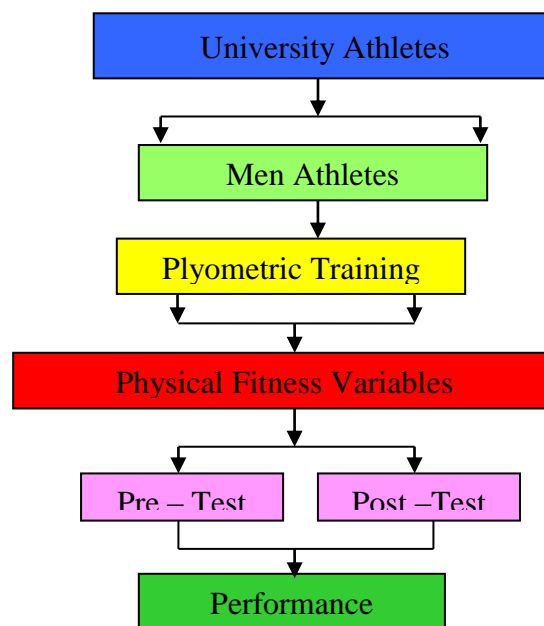 University Athletes
Men Athletes
Plyometric Training
Physical Fitness Variables
Pre – Test
Post –Test
Performance